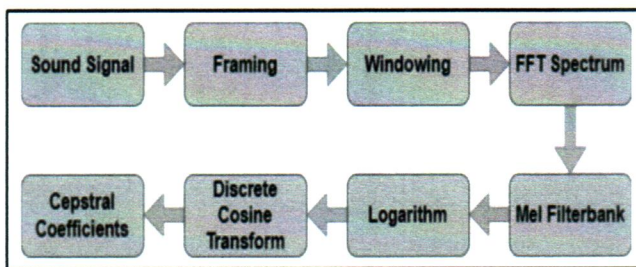 Sound Signal
Framing
Windowing
FFT Spectrum
Mel Filterbank
Logarithm
Discrete
Cosine
Transform
Cepstral
Coefficients